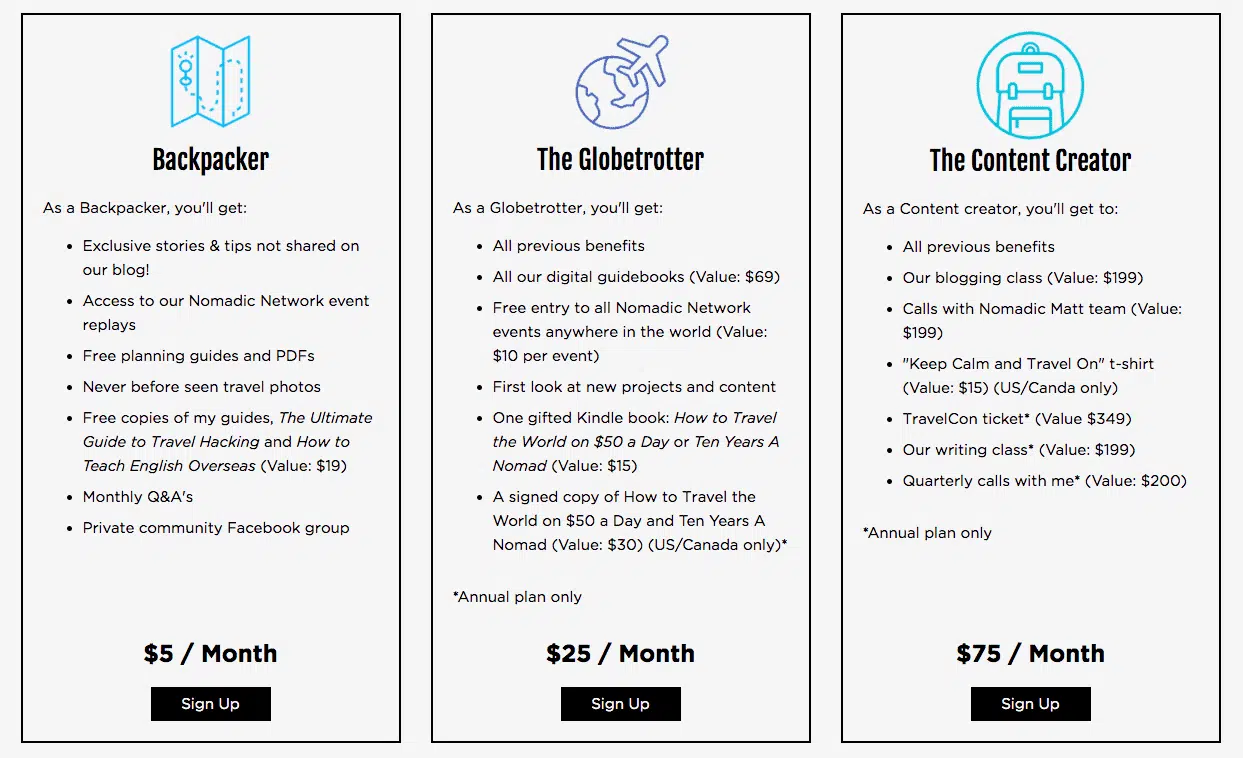 Backpacker
As a Backpacker, you'll get:
Exclusive stories & tips not shared on
our blog!
Access to our Nomadic Network event
replays
Free planning guides and PDFs
Never before seen travel photos
Free copies of my guides, The Ultimate
Guide to Travel Hacking and How to
Teach English Overseas (Value: $19)
Monthly Q&A's
Private community Facebook group
$5 / Month
Sign Up
The Globetrotter
As a Globetrotter, you'll get:
All previous benefits
All our digital guidebooks (Value: $69)
Free entry to all Nomadic Network
events anywhere in the world (Value:
$10 per event)
First look at new projects and content
One gifted Kindle book: How to Travel
the World on $50 a Day or Ten Years A
Nomad (Value: $15)
A signed copy of How to Travel the
World on $50 a Day and Ten Years A
Nomad (Value: $30) (US/Canada only)*
*Annual plan only
$25 / Month
Sign Up
The Content Creator
As a Content creator, you'll get to:
All previous benefits
Our blogging class (Value: $199)
Calls with Nomadic Matt team (Value:
$199)
"Keep Calm and Travel On" t-shirt
(Value: $15) (US/Canda only)
TravelCon ticket* (Value $349)
Our writing class* (Value: $199)
Quarterly calls with me* (Value: $200)
*Annual plan only
$75 / Month
Sign Up